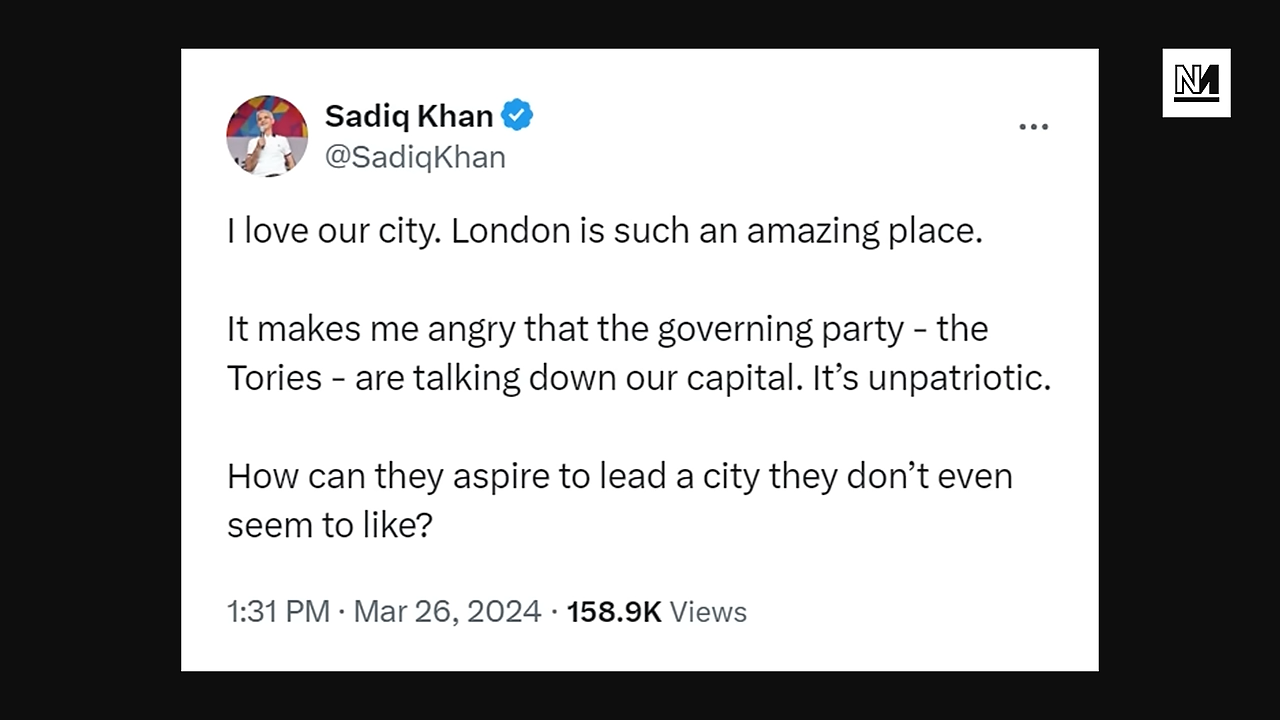 Sadiq Khan
@SadiqKhan
I love our city. London is such an amazing place.
It makes me angry that the governing party – the
Tories – are talking down our capital. It’s unpatriotic.
How can they aspire to lead a city they don’t even
seem to like?
1:31 PM · Mar 26, 2024 · 158.9K Views
NM